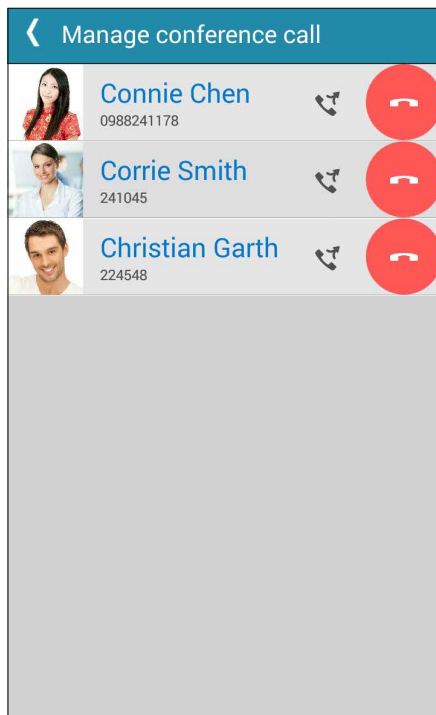 Manage conference call
Connie Chen
0988241178
Corrie Smith
241045
Christian Garth
224548